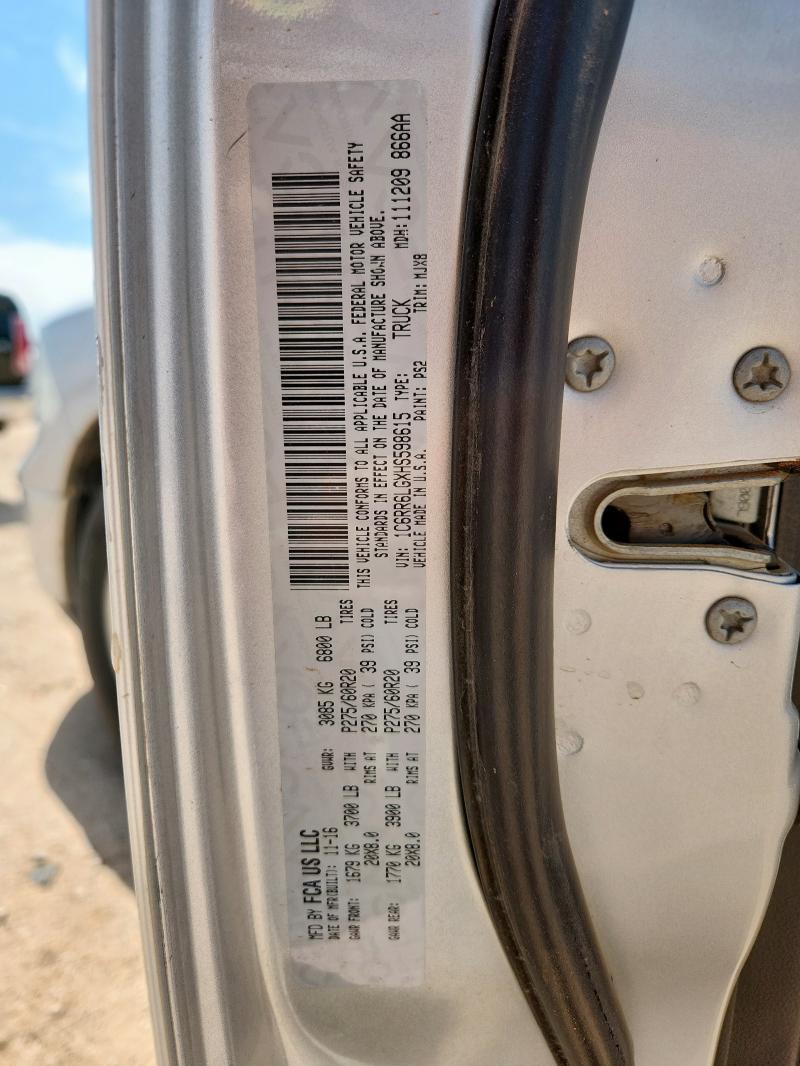 MFD BY FCA US LLC
DATE OF MFR(BUILT): 11-16 GVWR: 3085 KG 6800 LB
GAWR FRONT: 1679 KG 3700 LB WITH P275/60R20 TIRES
20X8.0 RIMS AT 270 KPA ( 39 PSI) COLD
GAWR REAR: 1770 KG 3900 LB WITH P275/60R20 TIRES
20X8.0 RIMS AT 270 KPA ( 39 PSI) COLD
THIS VEHICLE CONFORMS TO ALL APPLICABLE U.S.A. FEDERAL MOTOR VEHICLE SAFETY
STANDARDS IN EFFECT ON THE DATE OF MANUFACTURE SHOWN ABOVE.
VIN: 1C6RR6LGXHS598615 TYPE: TRUCK MDH:111209 866AA
VEHICLE MADE IN U.S.A. PAINT: PS2 TRIM: MJX8